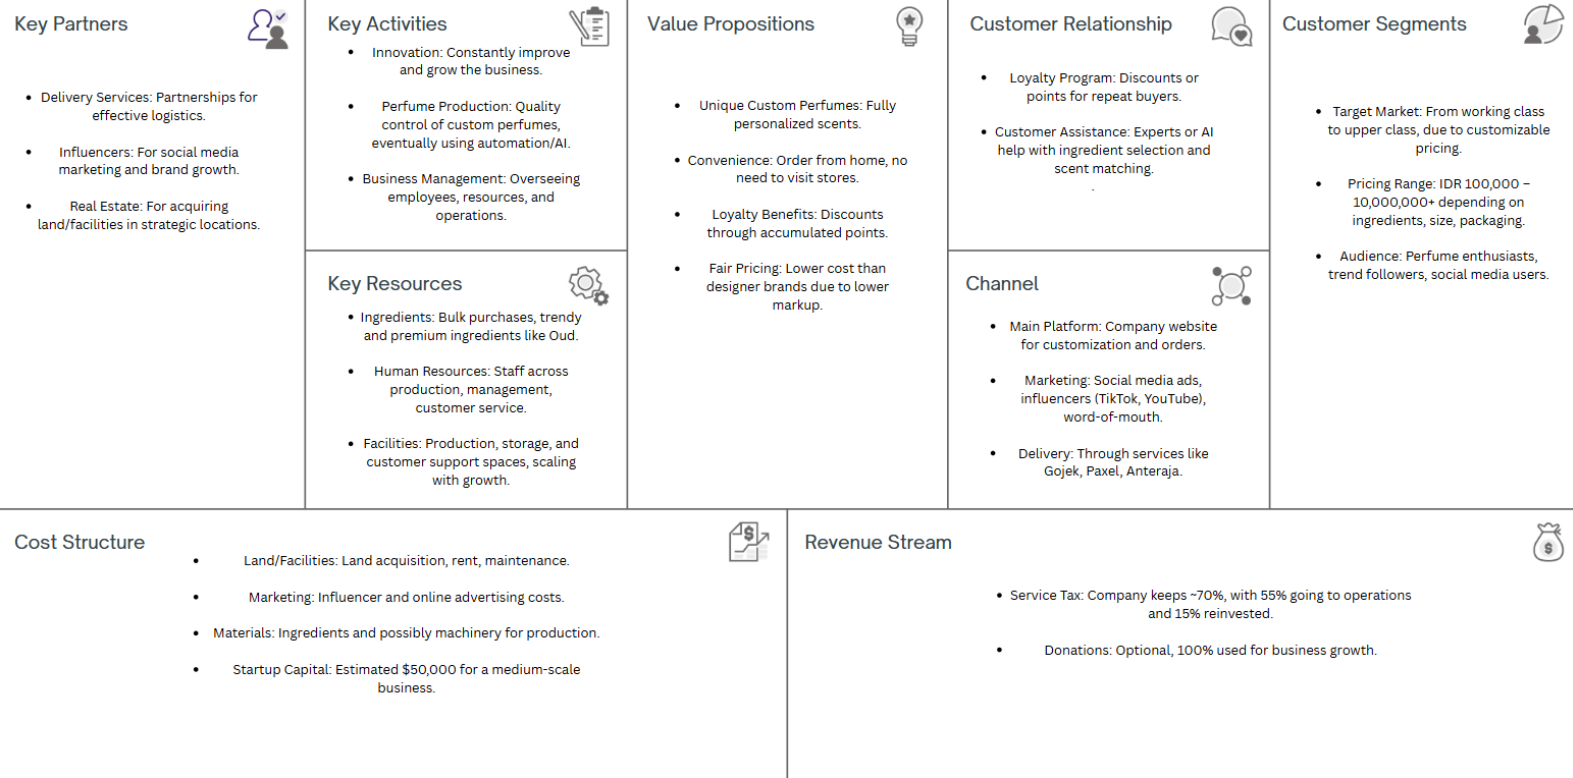 Key Partners
• Delivery Services: Partnerships for
effective logistics.
• Influencers: For social media
marketing and brand growth.
• Real Estate: For acquiring
land/facilities in strategic locations.
Key Activities
• Innovation: Constantly improve
and grow the business.
• Perfume Production: Quality
control of custom perfumes,
eventually using automation/AI.
• Business Management: Overseeing
employees, resources, and
operations.
Key Resources
• Ingredients: Bulk purchases, trendy
and premium ingredients like Oud.
• Human Resources: Staff across
production, management,
customer service.
• Facilities: Production, storage, and
customer support spaces, scaling
with growth.
Value Propositions
• Unique Custom Perfumes: Fully
personalized scents.
• Convenience: Order from home, no
need to visit stores.
• Loyalty Benefits: Discounts
through accumulated points.
• Fair Pricing: Lower cost than
designer brands due to lower
markup.
Customer Relationship
• Loyalty Program: Discounts or
points for repeat buyers.
• Customer Assistance: Experts or AI
help with ingredient selection and
scent matching.
.
Channel
• Main Platform: Company website
for customization and orders.
• Marketing: Social media ads,
influencers (TikTok, YouTube),
word-of-mouth.
• Delivery: Through services like
Gojek, Paxel, Anteraja.
Customer Segments
• Target Market: From working class
to upper class, due to customizable
pricing.
• Pricing Range: IDR 100,000 –
10,000,000+ depending on
ingredients, size, packaging.
• Audience: Perfume enthusiasts,
trend followers, social media users.
Cost Structure
• Land/Facilities: Land acquisition, rent, maintenance.
• Marketing: Influencer and online advertising costs.
• Materials: Ingredients and possibly machinery for production.
• Startup Capital: Estimated $50,000 for a medium-scale
business.
Revenue Stream
• Service Tax: Company keeps ~70%, with 55% going to operations
and 15% reinvested.
• Donations: Optional, 100% used for business growth.